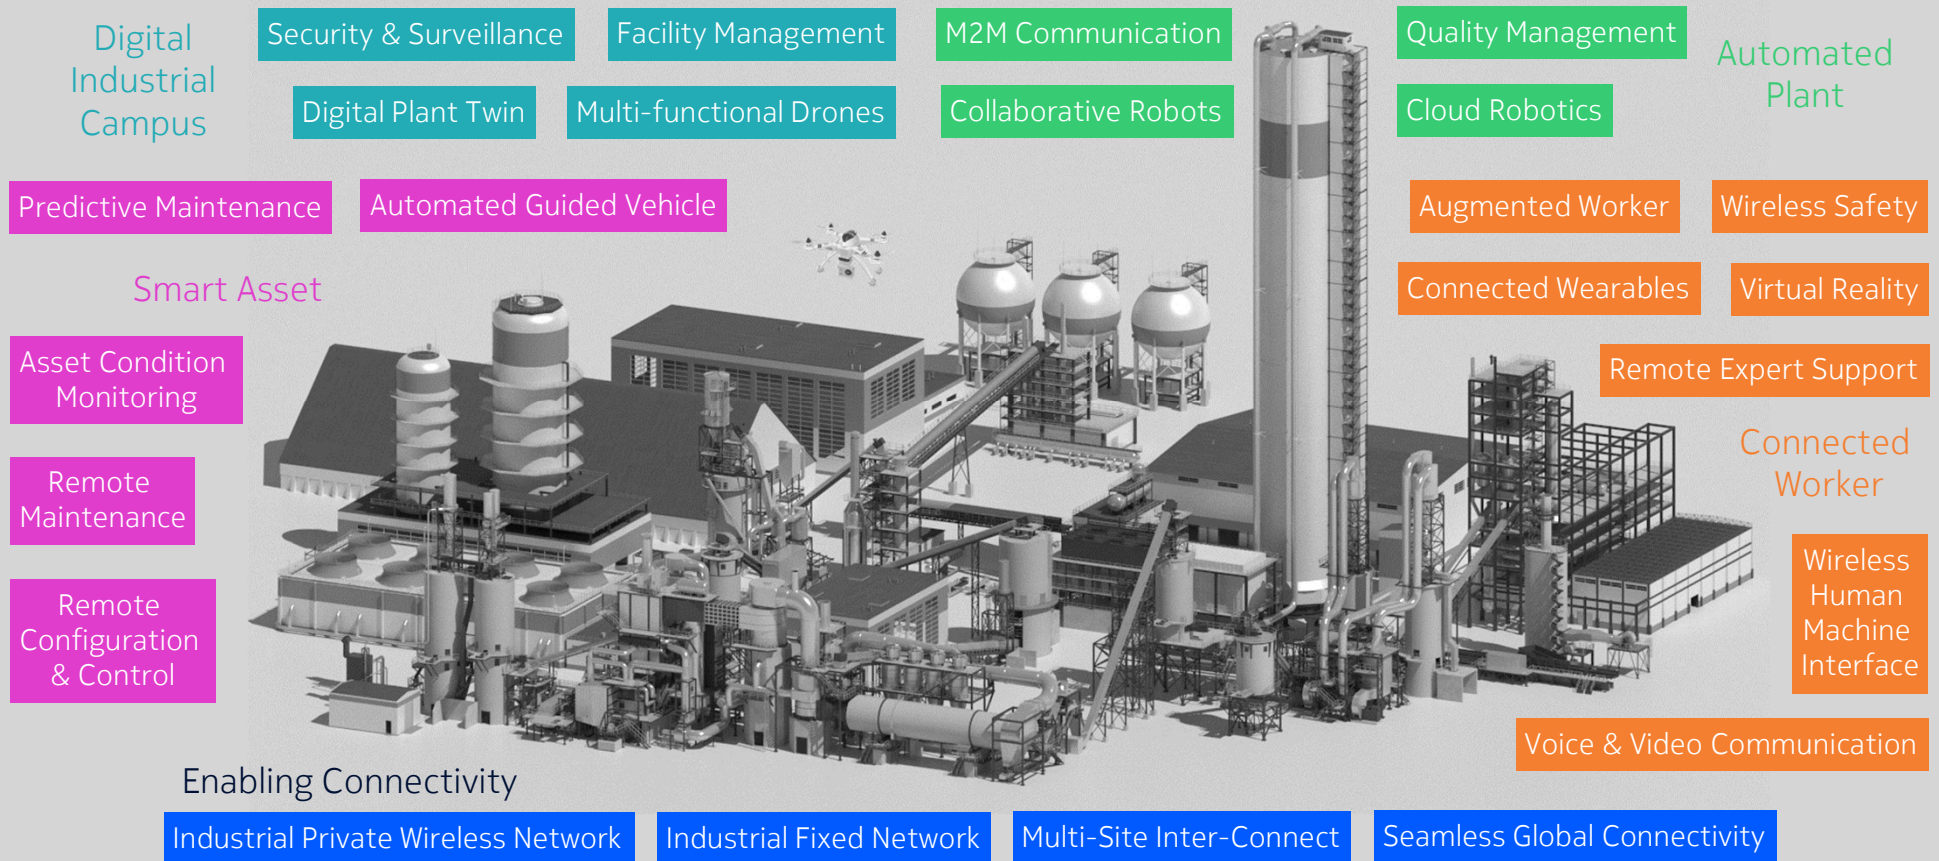 Digital
Industrial
Campus
Security & Surveillance
Facility Management
Digital Plant Twin
Multi-functional Drones
M2M Communication
Quality Management
Collaborative Robots
Cloud Robotics
Automated
Plant
Predictive Maintenance
Automated Guided Vehicle
Smart Asset
Asset Condition
Monitoring
Remote
Maintenance
Remote
Configuration
& Control
Augmented Worker
Wireless Safety
Connected Wearables
Virtual Reality
Remote Expert Support
Connected
Worker
Wireless
Human
Machine
Interface
Voice & Video Communication
Enabling Connectivity
Industrial Private Wireless Network
Industrial Fixed Network
Multi-Site Inter-Connect
Seamless Global Connectivity